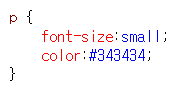 p {
    font-size:small;
    color:#343434;
}